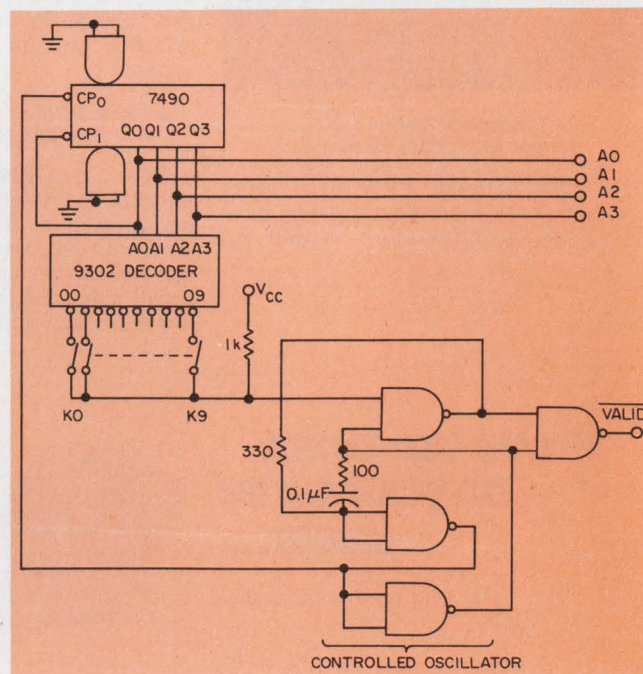 CP0 7490
CP1 Q0 Q1 Q2 Q3
A0
A1
A2
A3
A0 A1 A2 A3
9302 DECODER
00 09
VCC
1k
K0 K9
330
100
0.1µF
VALID
CONTROLLED OSCILLATOR